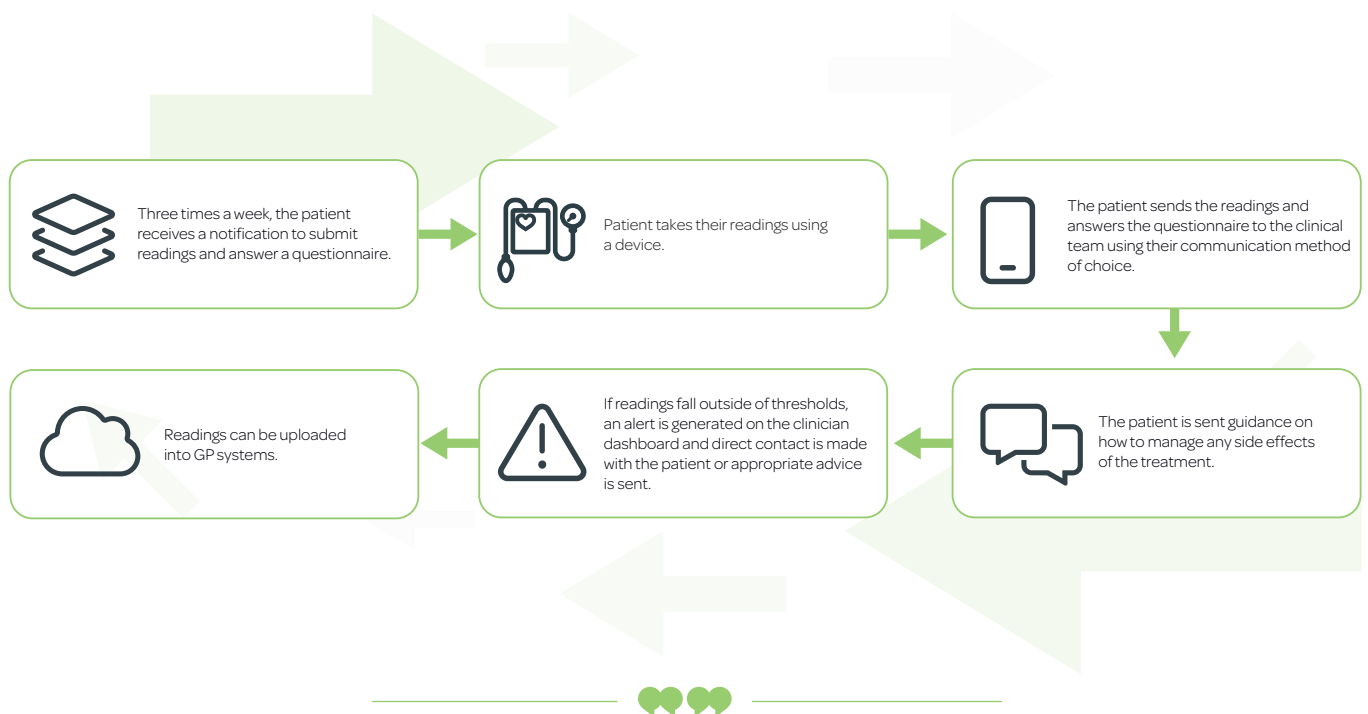 Three times a week, the patient
receives a notification to submit
readings and answer a questionnaire.
Patient takes their readings using
a device.
The patient sends the readings and
answers the questionnaire to the clinical
team using their communication method
of choice.
The patient is sent guidance on
how to manage any side effects
of the treatment.
If readings fall outside of thresholds,
an alert is generated on the clinician
dashboard and direct contact is made
with the patient or appropriate advice
is sent.
Readings can be uploaded
into GP systems.